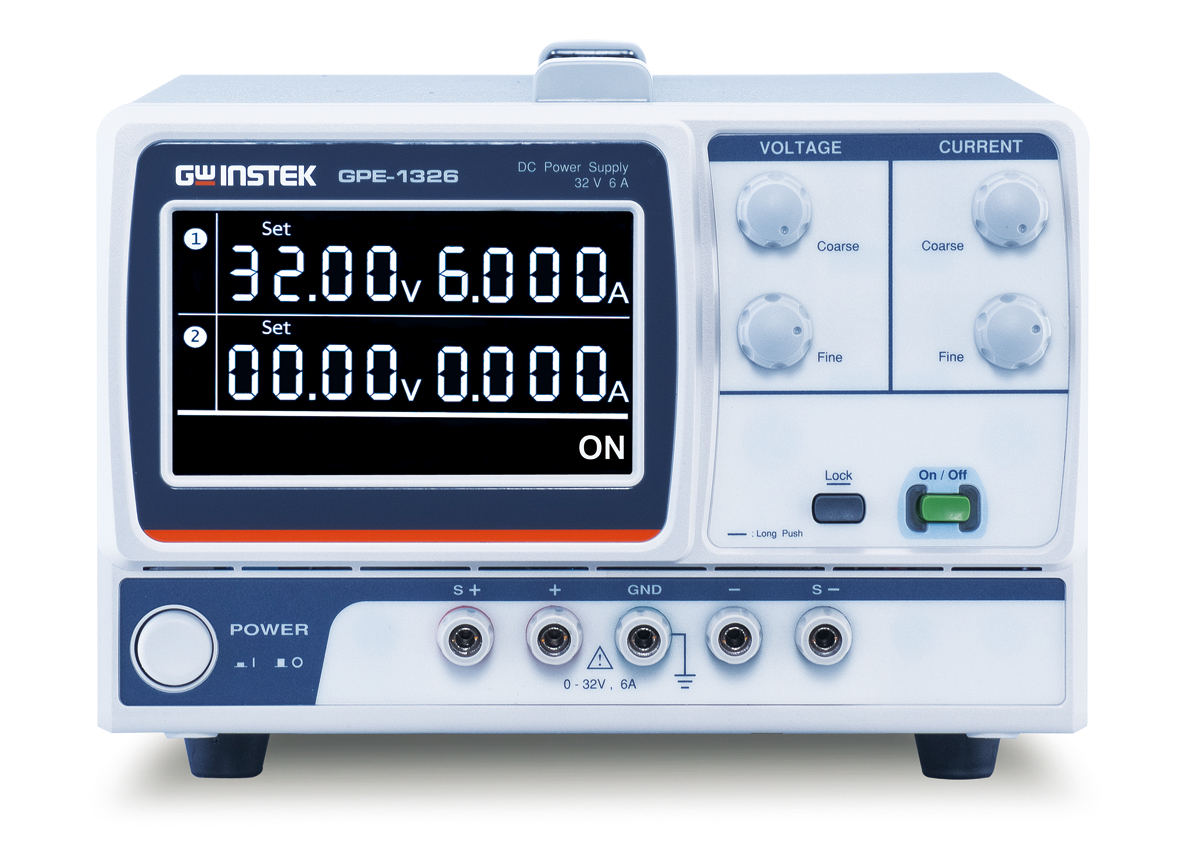 GW INSTEK GPE-1326 DC Power Supply
32 V 6 A
1 Set
32.00V 6.000A
2 Set
00.00V 0.000A
ON
VOLTAGE CURRENT
Coarse Coarse
Fine Fine
Lock On / Off
: Long Push
S + + GND − S −
POWER
0 - 32V , 6A